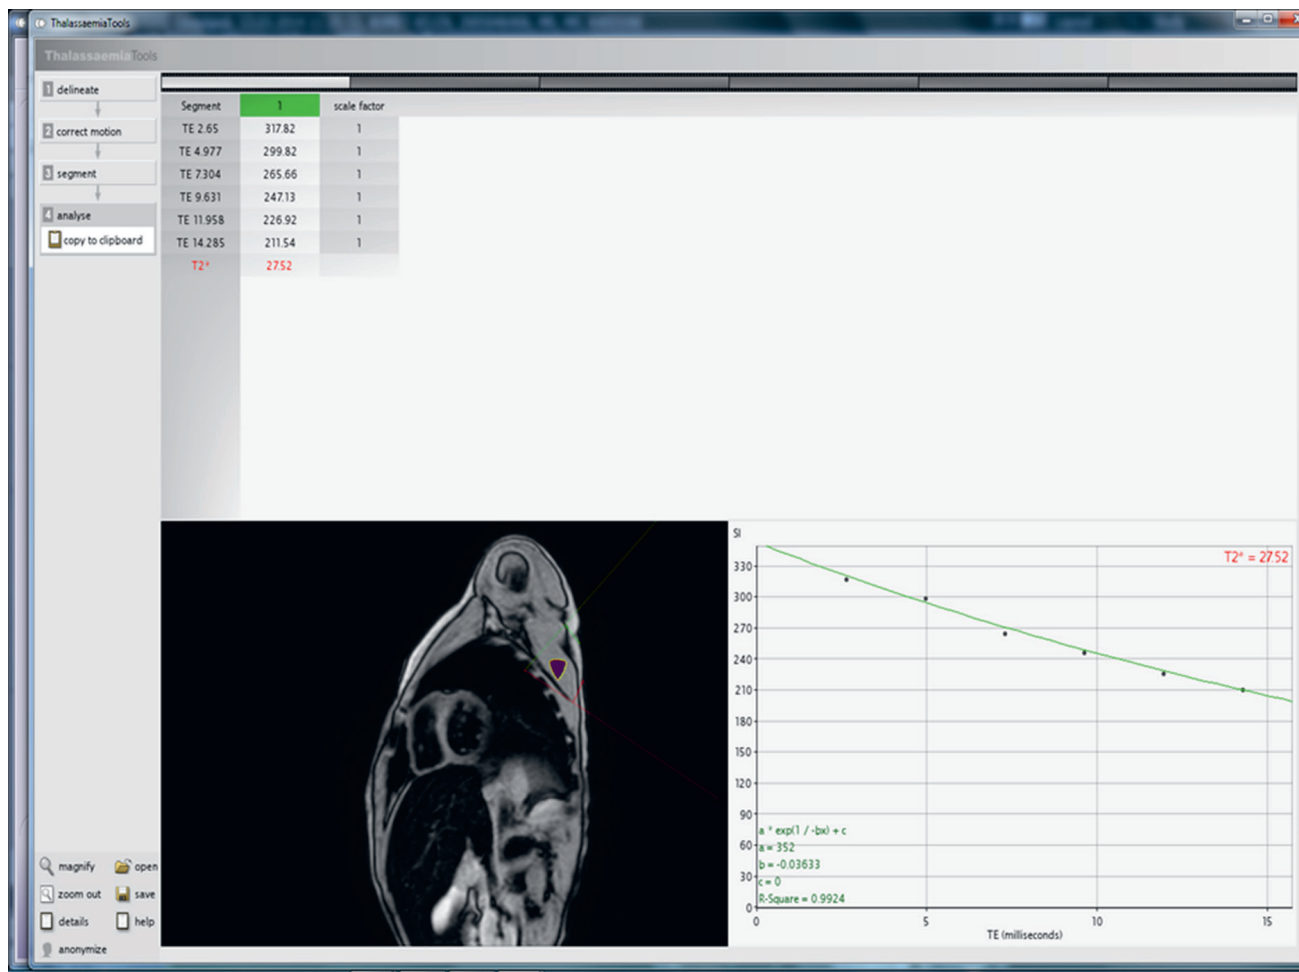 ThalassaemiaTools
ThalassaemiaTools
1 delineate
2 correct motion
3 segment
4 analyse
copy to clipboard
Segment 1 scale factor
TE 2.65 317.82 1
TE 4.977 299.82 1
TE 7.304 265.66 1
TE 9.631 247.13 1
TE 11.958 226.92 1
TE 14.285 211.54 1
T2* 27.52
SI
T2* = 27.52
330
300
270
240
210
180
150
120
90
60
30
0
a * exp(1 / -bx) + c
a = 352
b = -0.03633
c = 0
R-Square = 0.9924
0 5 10 15
TE (milliseconds)
magnify open
zoom out save
details help
anonymize